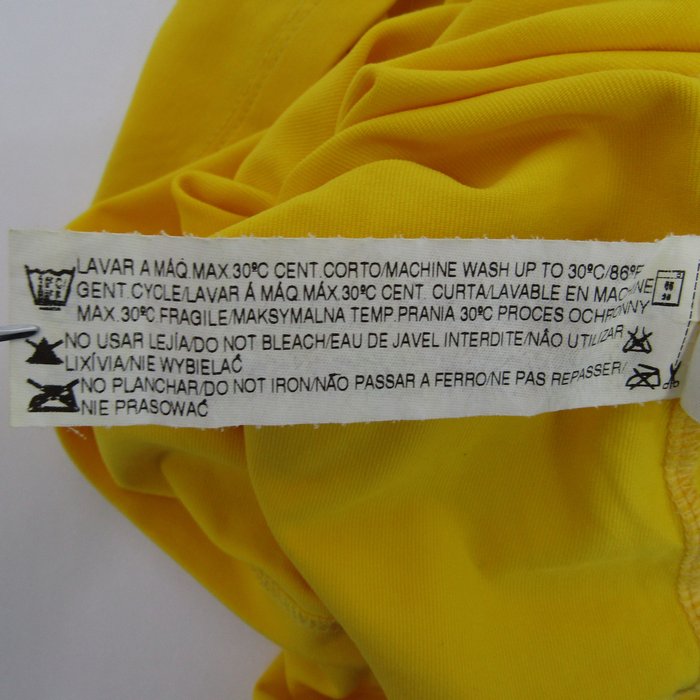 LAVAR A MÁQ.MAX.30ºC CENT.CORTO/MACHINE WASH UP TO 30ºC/86ºF
GENT.CYCLE/LAVAR Á MÁQ.MÁX.30ºC CENT. CURTA/LAVABLE EN MACHINE
MAX.30ºC FRAGILE/MAKSYMALNA TEMP.PRANIA 30ºC PROCES OCHRONNY
NO USAR LEJÍA/DO NOT BLEACH/EAU DE JAVEL INTERDITE/NÂO UTILIZAR
LIXÍVIA/NIE WYBIELAĆ
NO PLANCHAR/DO NOT IRON/NÃO PASSAR A FERRO/NE PAS REPASSER/
NIE PRASOWAĆ